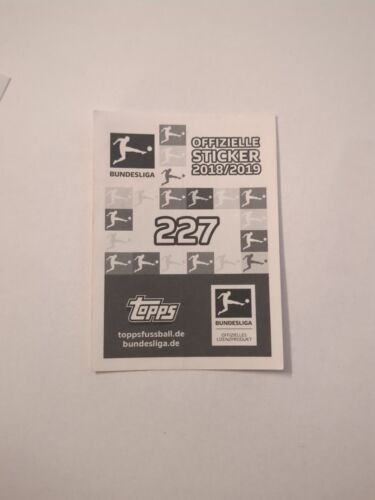 BUNDESLIGA
OFFIZIELLE
STICKER
2018/2019
227
topps
toppsfussball.de
bundesliga.de
BUNDESLIGA
OFFIZIELLES
LIZENZPRODUKT